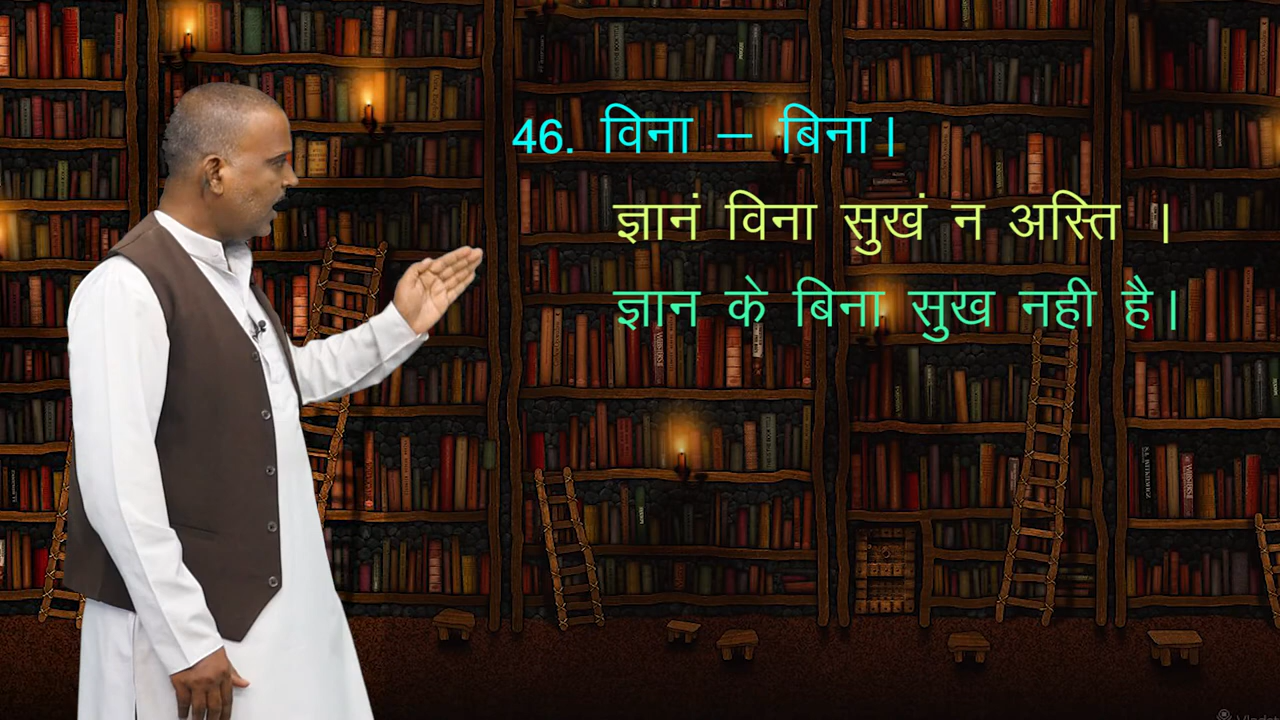 46. विना – बिना।
ज्ञानं विना सुखं न अस्ति ।
ज्ञान के बिना सुख नही है।